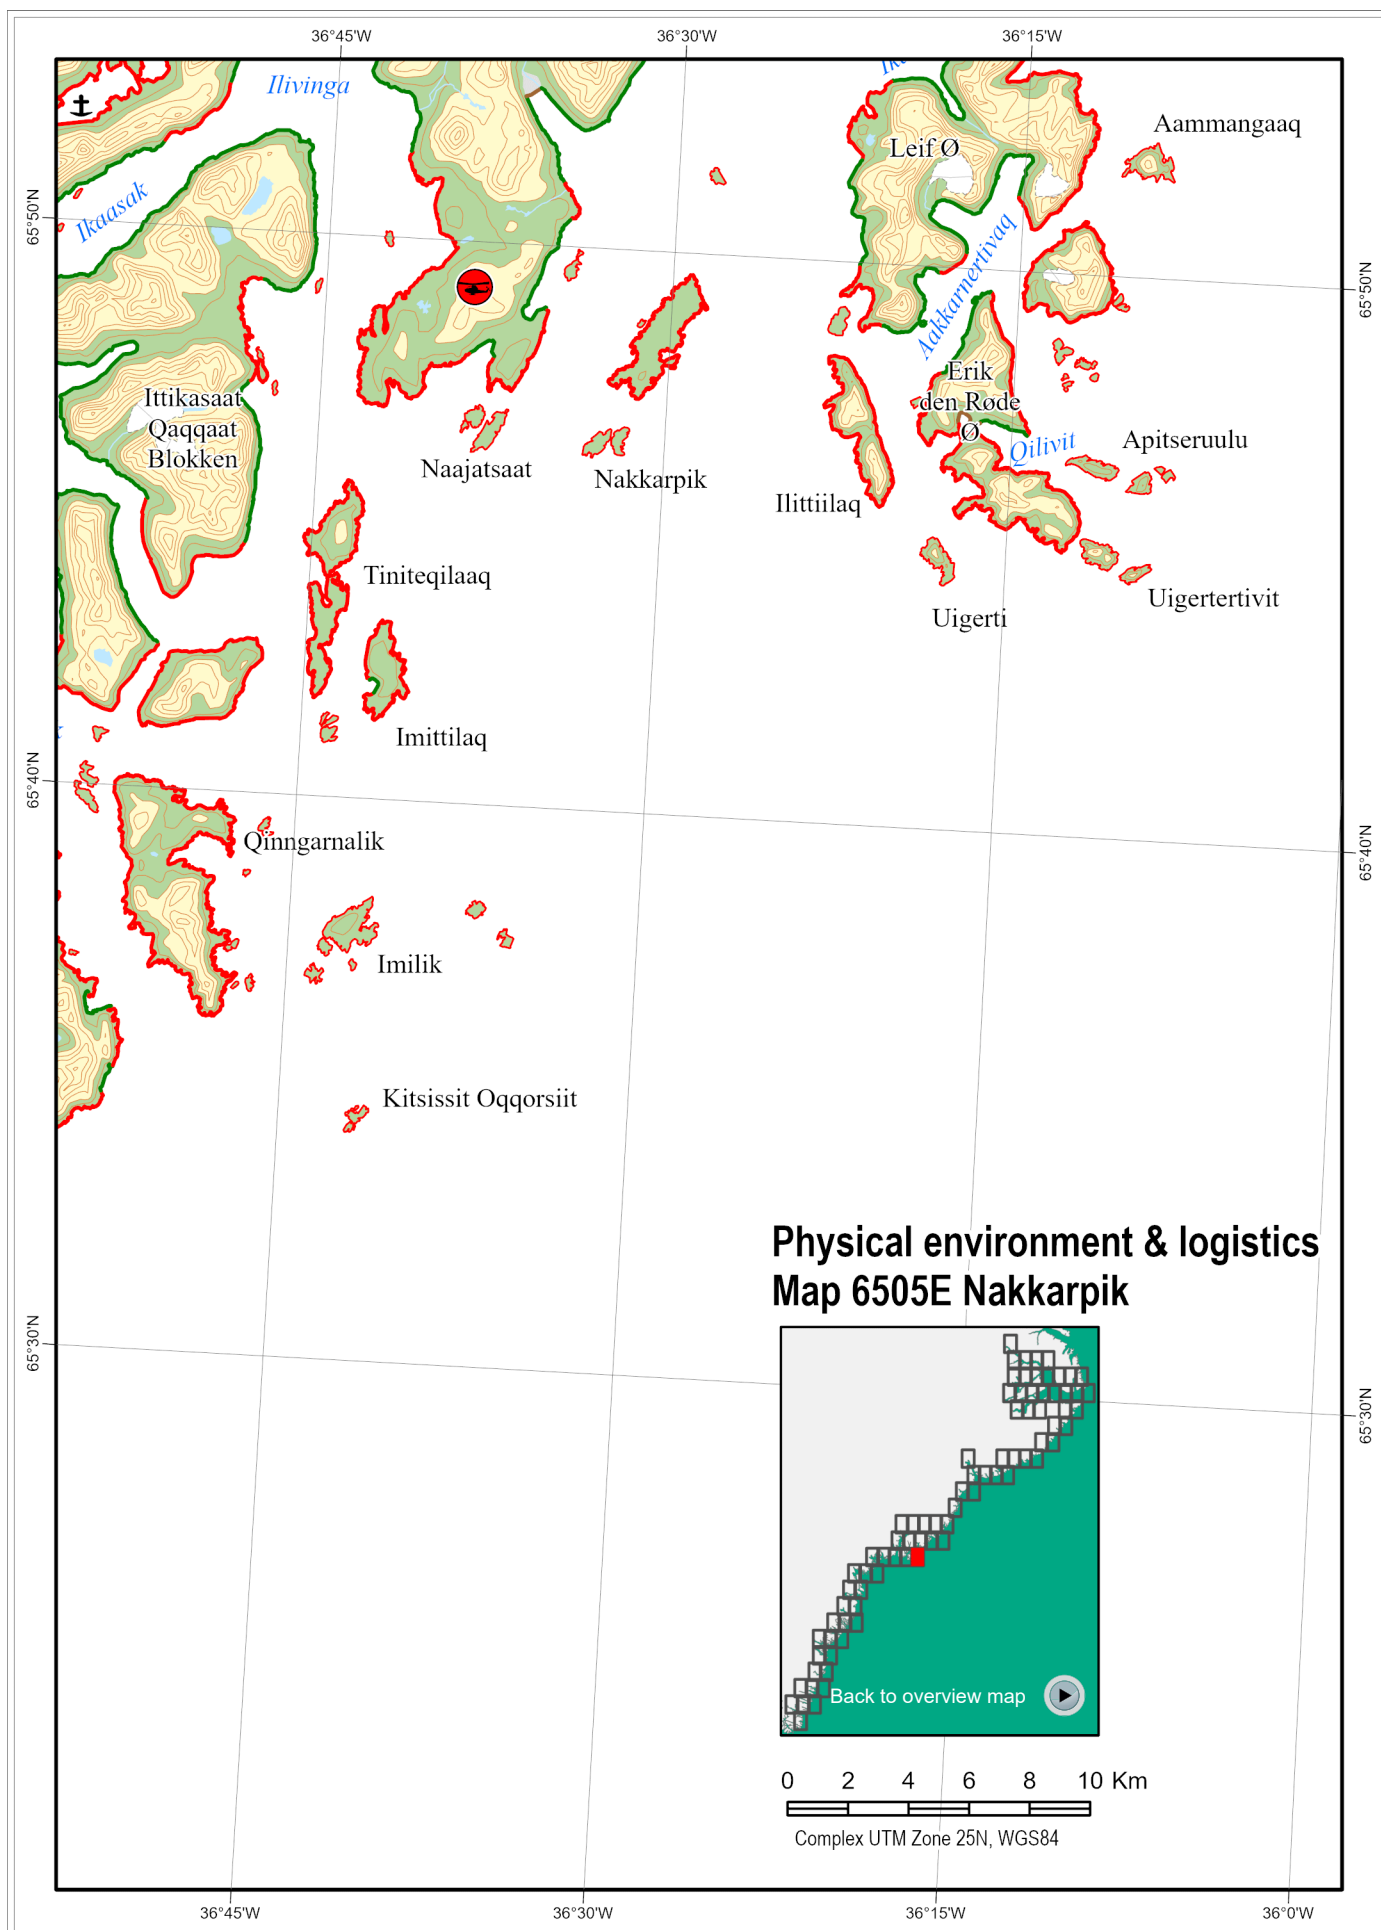 36°45'W
36°30'W
36°15'W
Ilivinga
Aammangaaq
Leif Ø
Ikaasak
65°50'N
Aakkarnertivaq
65°50'N
Erik
den Røde
Ø
Ittikasaat
Qaqqaat
Blokken
Qilivit
Apitseruulu
Naajatsaat
Nakkarpik
Ilittiilaq
Tiniteqilaaq
Uigertertivit
Uigerti
Imittilaq
65°40'N
Qinngarnalik
65°40'N
Imilik
Kitsissit Oqqorsiit
Physical environment & logistics
Map 6505E Nakkarpik
65°30'N
65°30'N
Back to overview map
0 2 4 6 8 10 Km
Complex UTM Zone 25N, WGS84
36°45'W
36°30'W
36°15'W
36°0'W